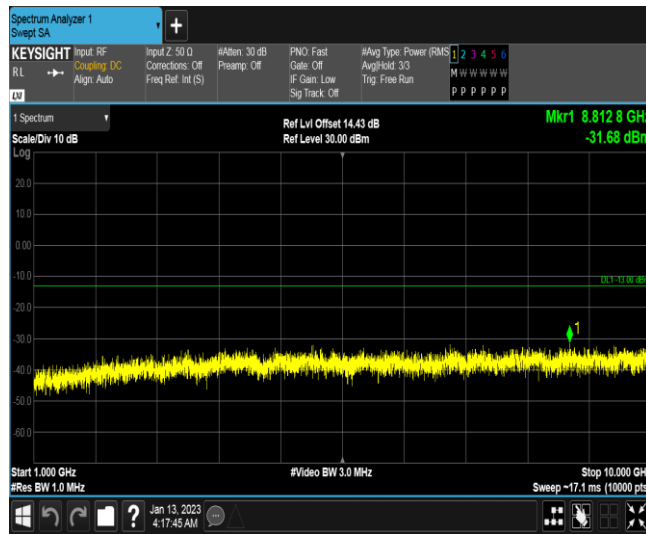 Spectrum Analyzer 1
Swept SA
+
KEYSIGHT Input: RF Input Z: 50 Ω #Atten: 30 dB PNO: Fast #Avg Type: Power (RMS 1 2 3 4 5 6
RL Coupling: DC Corrections: Off Preamp: Off Gate: Off Avg|Hold: 3/3 M W W W W W
Align: Auto Freq Ref: Int (S) IF Gain: Low Trig: Free Run
LXI Sig Track: Off P P P P P P
1 Spectrum Ref Lvl Offset 14.43 dB Mkr1 8.812 8 GHz
Scale/Div 10 dB Ref Level 30.00 dBm -31.68 dBm
Log
20.0
10.0
0.00
-10.0
DL1 -13.00 dBm
-20.0
-30.0
1
-40.0
-50.0
-60.0
Start 1.000 GHz #Video BW 3.0 MHz Stop 10.000 GHz
#Res BW 1.0 MHz Sweep ~17.1 ms (10000 pts
? Jan 13, 2023
4:17:45 AM